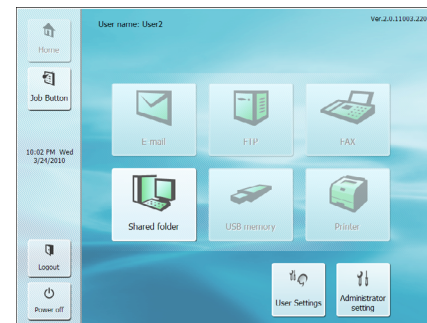 User name: User2
Ver.2.0.11003.220
Home
Job Button
10:02 PM Wed
3/24/2010
E mail
FTP
FAX
Shared folder
USB memory
Printer
Logout
Power off
User Settings
Administrator
setting